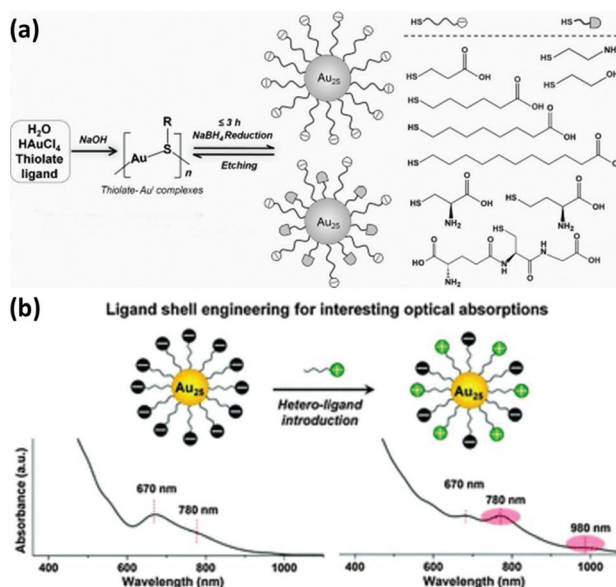 (a)
H₂O
HAuCl₄
Thiolate
ligand
NaOH
R
Au S
n
Thiolate- Auᴵ complexes
≤ 3 h
NaBH₄ Reduction
Etching
Au₂₅
Au₂₅
HS
HS
O
HS OH
HS NH
HS OH
O
HS OH
O
HS OH
O
HS
O
HS OH
NH₂
O
HS OH
NH₂
HS
O O H O
HO N N OH
NH₂ H O
(b)
Ligand shell engineering for interesting optical absorptions
Au₂₅
Hetero-ligand
introduction
Au₂₅
Absorbance (a.u.)
670 nm
780 nm
400 600 800 1000
Wavelength (nm)
670 nm
780 nm
980 nm
400 600 800 1000
Wavelength (nm)